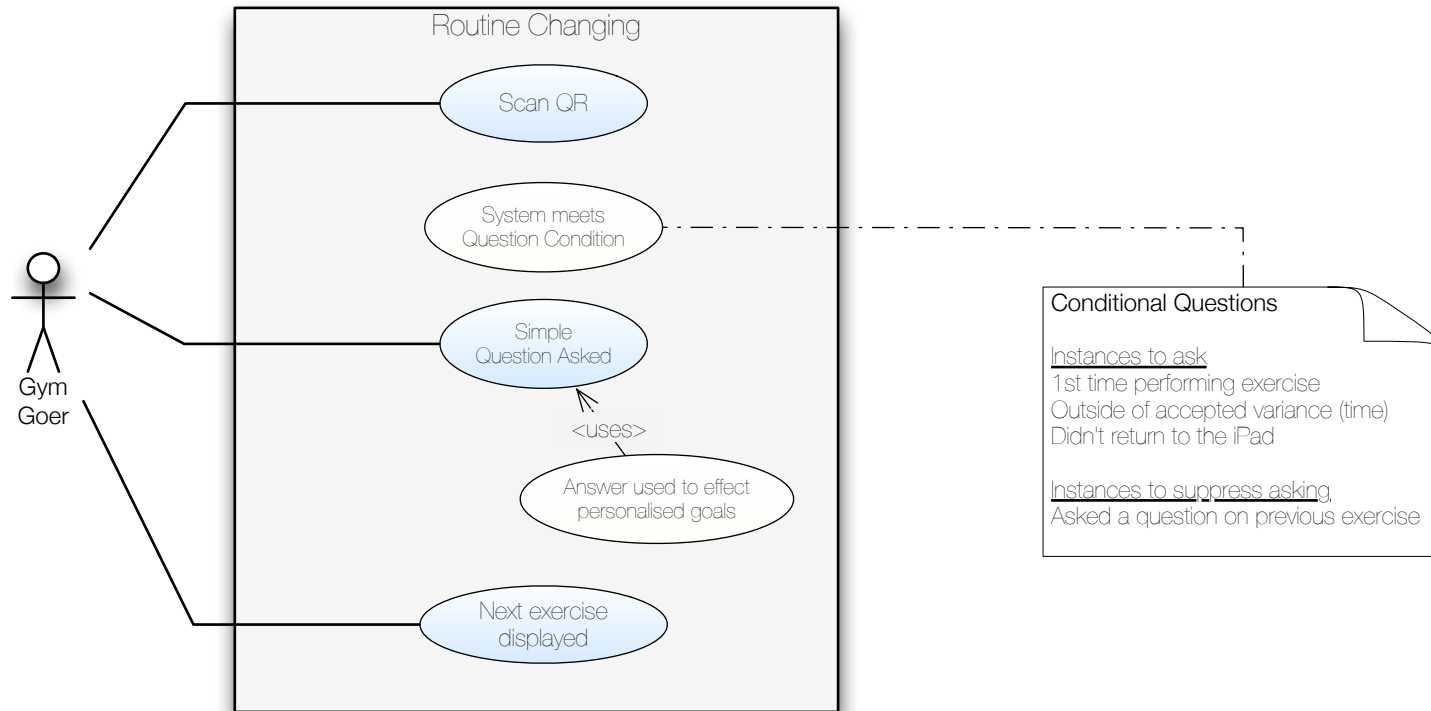 Routine Changing
Scan QR
System meets
Question Condition
Simple
Question Asked
<uses>
Answer used to effect
personalised goals
Next exercise
displayed
Gym
Goer
Conditional Questions
Instances to ask
1st time performing exercise
Outside of accepted variance (time)
Didn't return to the iPad
Instances to suppress asking
Asked a question on previous exercise